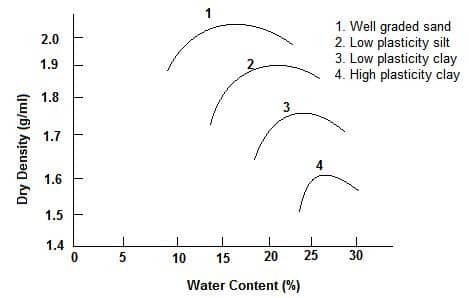 1
1. Well graded sand
2. Low plasticity silt
3. Low plasticity clay
4. High plasticity clay
2.0
1.9
2
1.8
3
1.7
4
1.6
1.5
1.4
Dry Density (g/ml)
0 5 10 15 20 25 30
Water Content (%)